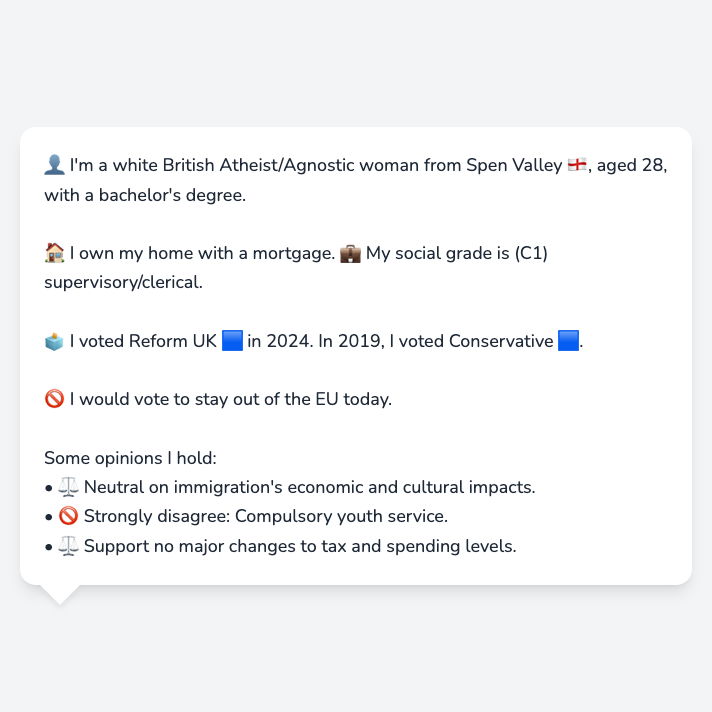 👤 I'm a white British Atheist/Agnostic woman from Spen Valley 🏴󠁧󠁢󠁥󠁮󠁧󠁿, aged 28,
with a bachelor's degree.
🏠 I own my home with a mortgage. 💼 My social grade is (C1)
supervisory/clerical.
🗳️ I voted Reform UK 🟦 in 2024. In 2019, I voted Conservative 🟦.
🚫 I would vote to stay out of the EU today.
Some opinions I hold:
• ⚖️ Neutral on immigration's economic and cultural impacts.
• 🚫 Strongly disagree: Compulsory youth service.
• ⚖️ Support no major changes to tax and spending levels.